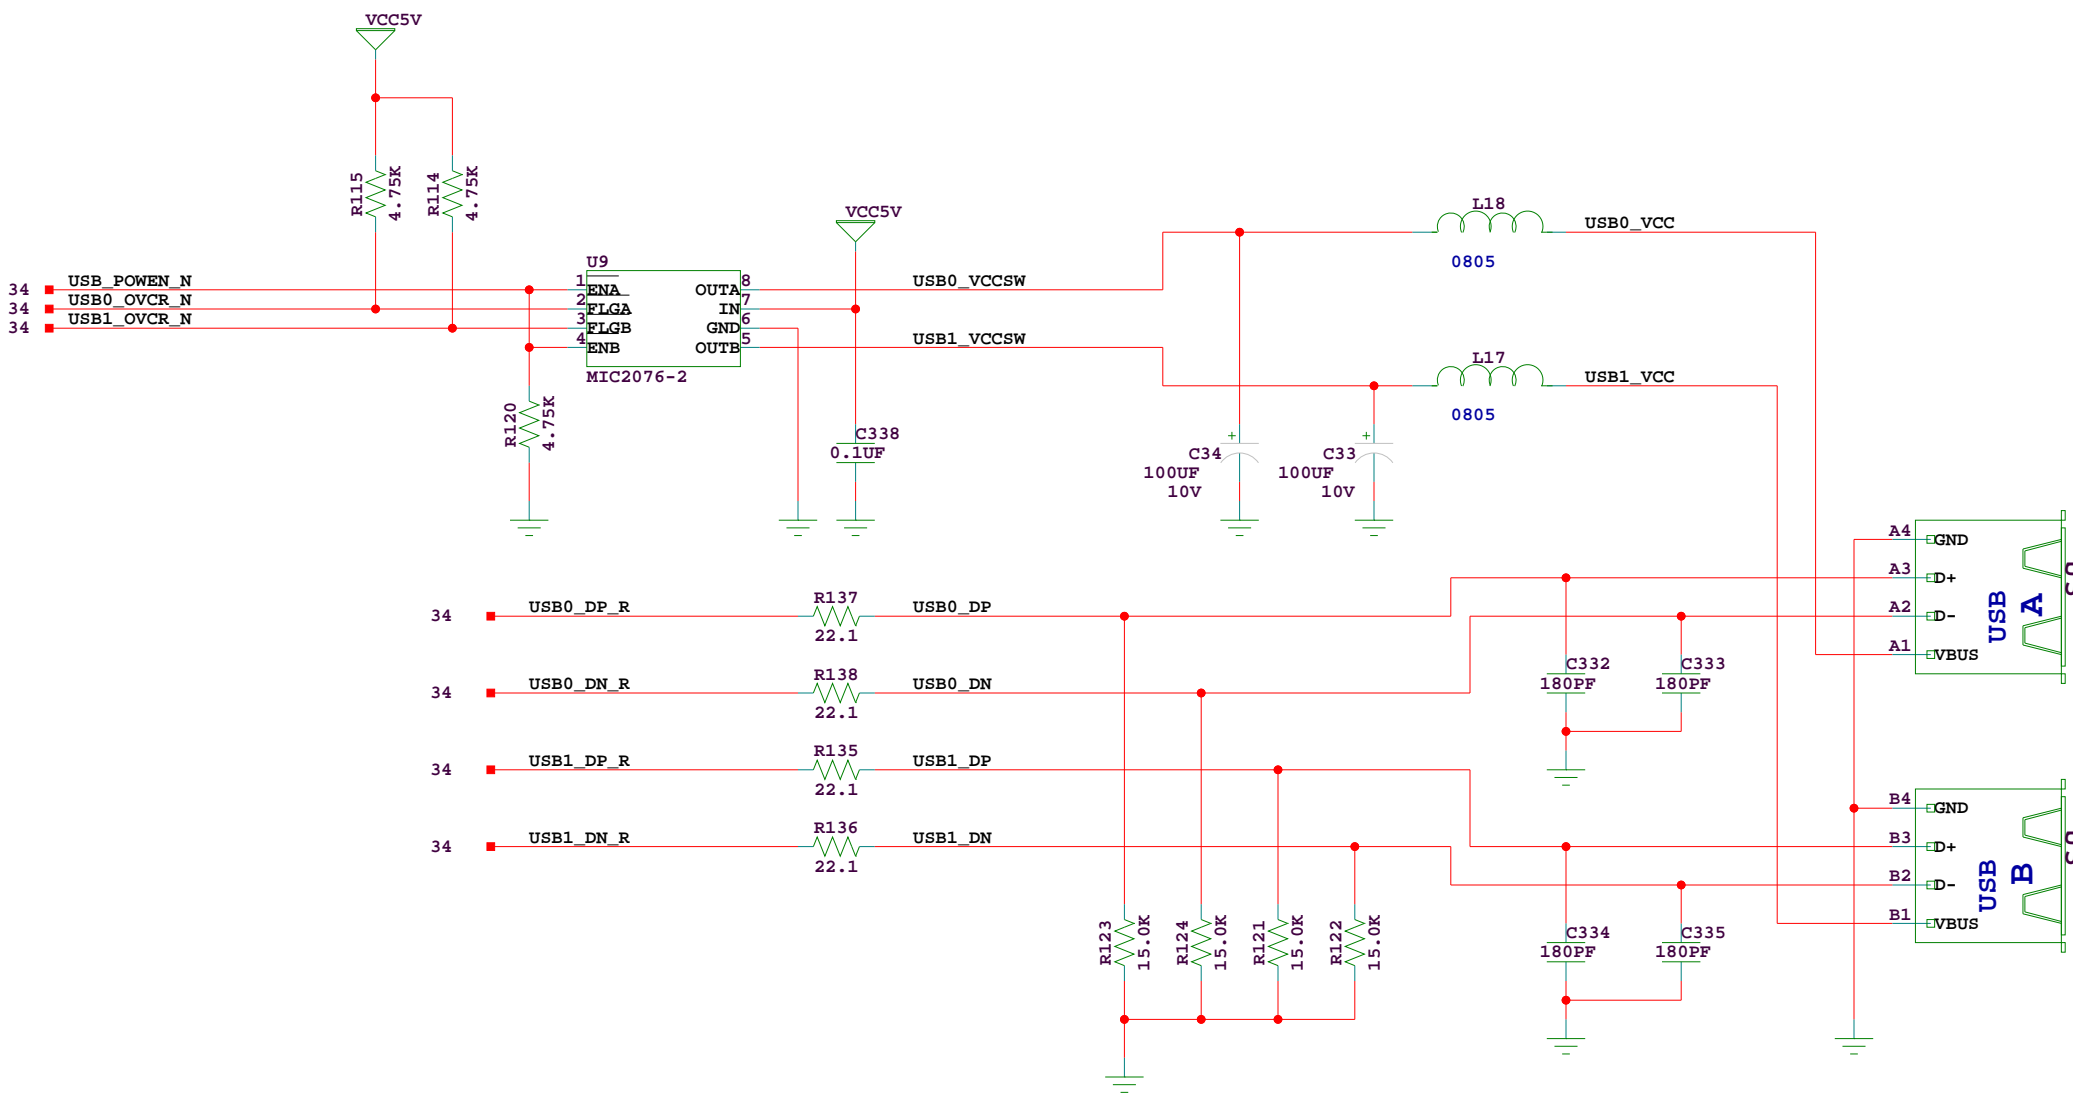 VCC5V
R115
4.75K
R114
4.75K
VCC5V
L18
USB0_VCC
0805
34 USB_POWEN_N
34 USB0_OVCR_N
34 USB1_OVCR_N
U9
1 ENA OUTA 8
2 FLGA IN 7
3 FLGB GND 6
4 ENB OUTB 5
MIC2076-2
USB0_VCCSW
USB1_VCCSW
L17
USB1_VCC
0805
R120
4.75K
C338
0.1UF
+
C34
100UF
10V
+
C33
100UF
10V
34 USB0_DP_R
R137
22.1
USB0_DP
34 USB0_DN_R
R138
22.1
USB0_DN
34 USB1_DP_R
R135
22.1
USB1_DP
34 USB1_DN_R
R136
22.1
USB1_DN
R123
15.0K
R124
15.0K
R121
15.0K
R122
15.0K
C332
180PF
C333
180PF
C334
180PF
C335
180PF
A4 GND
A3 D+
A2 D-
A1 VBUS
USB
A
B4 GND
B3 D+
B2 D-
B1 VBUS
USB
B